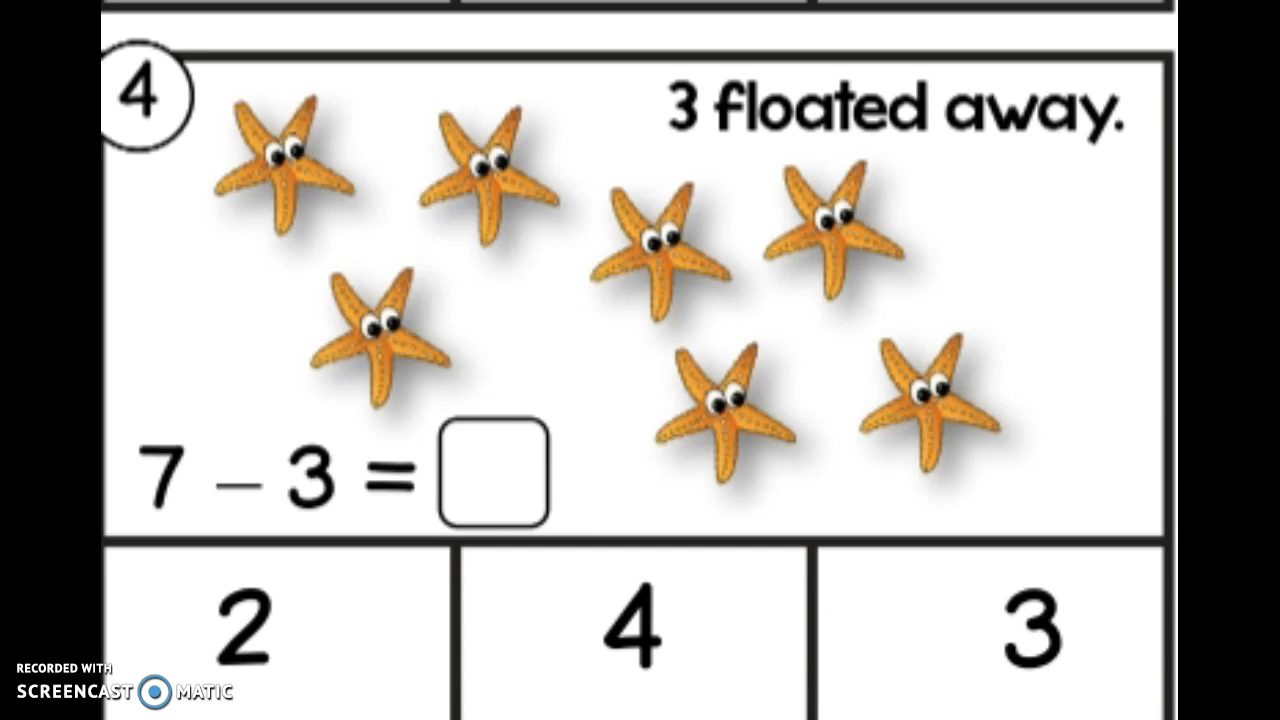 4
3 floated away.
7 – 3 =
2 4 3
RECORDED WITH
SCREENCAST MATIC